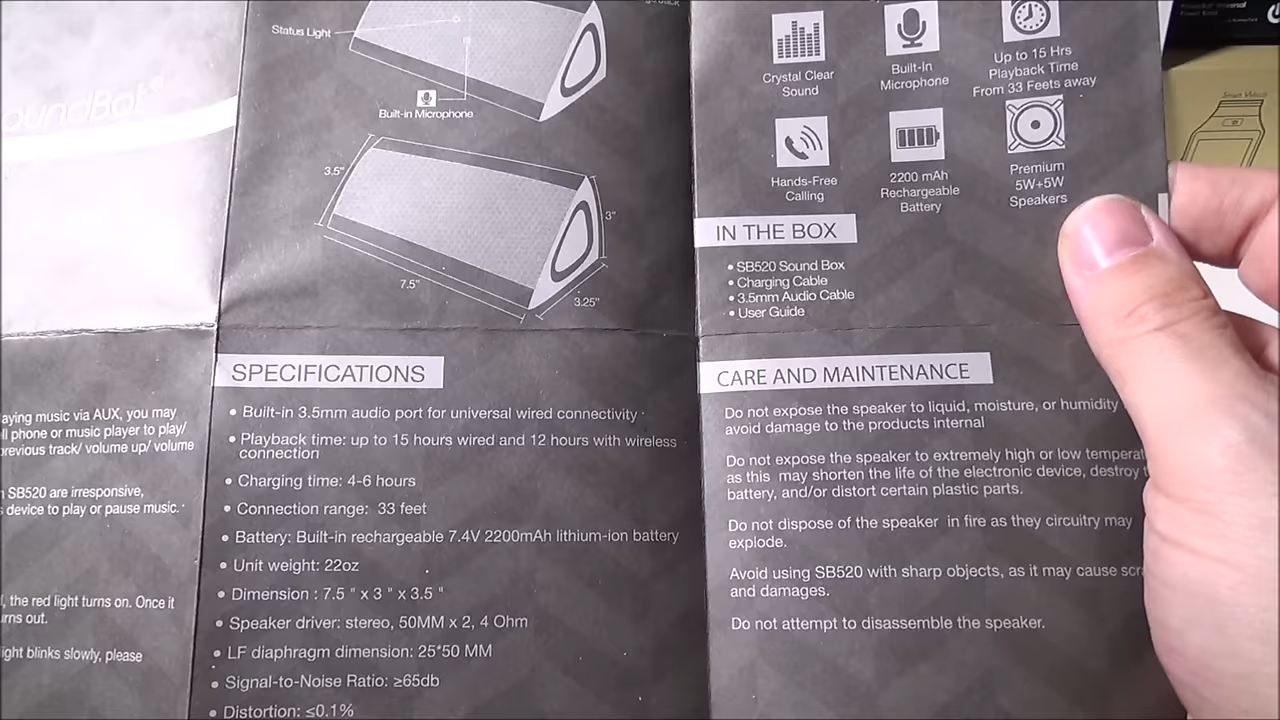 SoundBot®
aying music via AUX, you may
phone or music player to play/
previous track/ volume up/ volume
SB520 are irresponsive,
device to play or pause music.
, the red light turns on. Once it
out.
light blinks slowly, please
Status Light
Built-in Microphone
3.5"
3"
7.5"
3.25"
SPECIFICATIONS
• Built-in 3.5mm audio port for universal wired connectivity
• Playback time: up to 15 hours wired and 12 hours with wireless
connection
• Charging time: 4-6 hours
• Connection range: 33 feet
• Battery: Built-in rechargeable 7.4V 2200mAh lithium-ion battery
• Unit weight: 22oz
• Dimension : 7.5 " x 3 " x 3.5 "
• Speaker driver: stereo, 50MM x 2, 4 Ohm
• LF diaphragm dimension: 25*50 MM
• Signal-to-Noise Ratio: ≥65db
• Distortion: ≤0.1%
Crystal Clear
Sound
Built-In
Microphone
Up to 15 Hrs
Playback Time
From 33 Feets away
Hands-Free
Calling
2200 mAh
Rechargeable
Battery
Premium
5W+5W
Speakers
IN THE BOX
• SB520 Sound Box
• Charging Cable
• 3.5mm Audio Cable
• User Guide
CARE AND MAINTENANCE
Do not expose the speaker to liquid, moisture, or humidity
avoid damage to the products internal
Do not expose the speaker to extremely high or low temperat
as this may shorten the life of the electronic device, destroy
battery, and/or distort certain plastic parts.
Do not dispose of the speaker in fire as they circuitry may
explode.
Avoid using SB520 with sharp objects, as it may cause scr
and damages.
Do not attempt to disassemble the speaker.